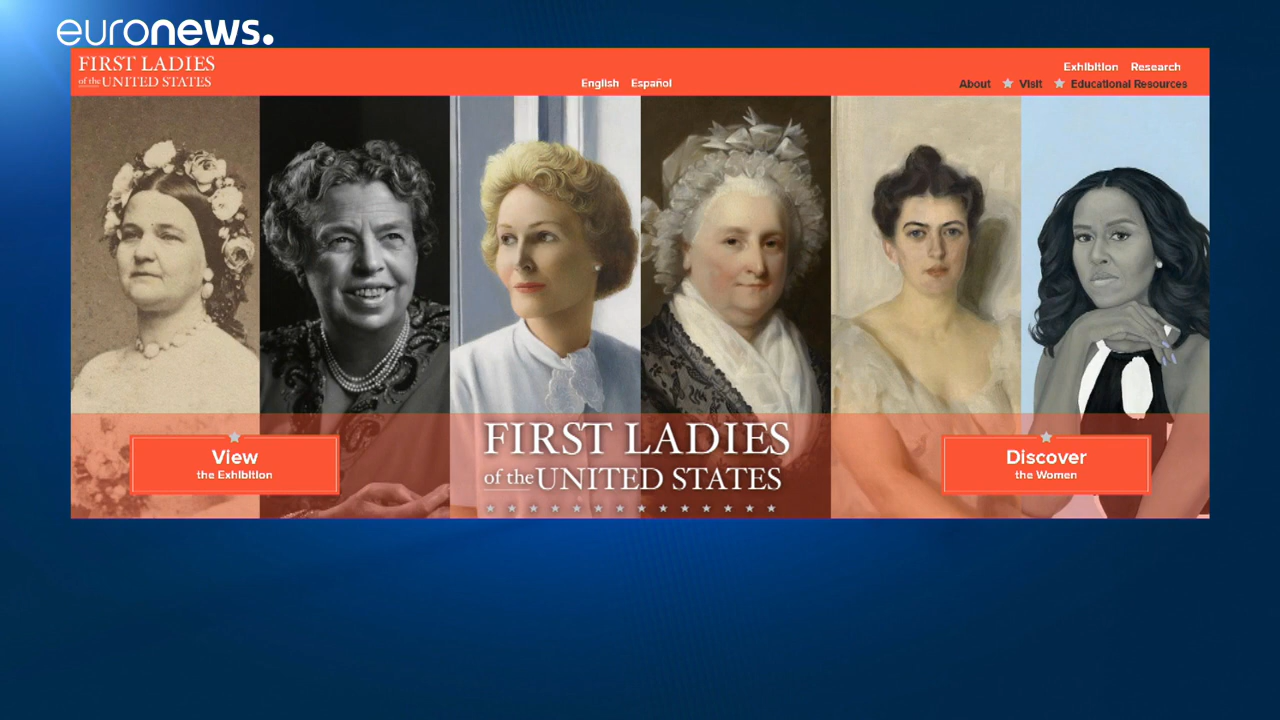 euronews.
FIRST LADIES
of the UNITED STATES
English Español
Exhibition Research
About Visit Educational Resources
View
the Exhibition
FIRST LADIES
of the UNITED STATES
Discover
the Women